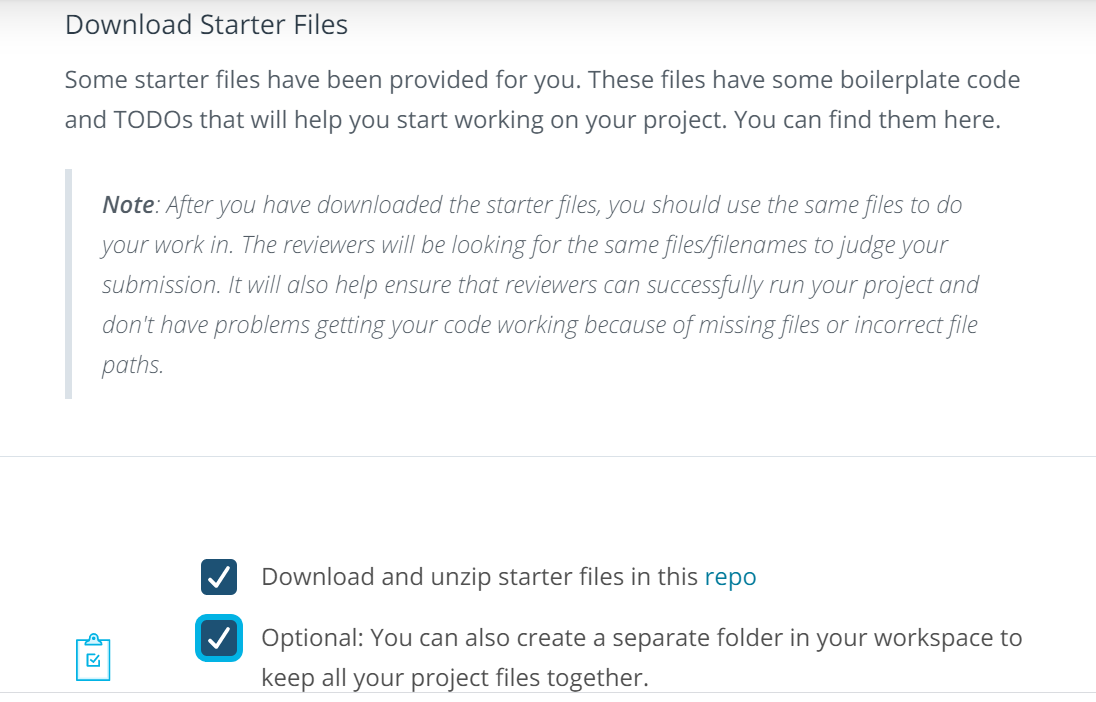 Download Starter Files
Some starter files have been provided for you. These files have some boilerplate code
and TODOs that will help you start working on your project. You can find them here.
Note: After you have downloaded the starter files, you should use the same files to do
your work in. The reviewers will be looking for the same files/filenames to judge your
submission. It will also help ensure that reviewers can successfully run your project and
don't have problems getting your code working because of missing files or incorrect file
paths.
Download and unzip starter files in this repo
Optional: You can also create a separate folder in your workspace to
keep all your project files together.